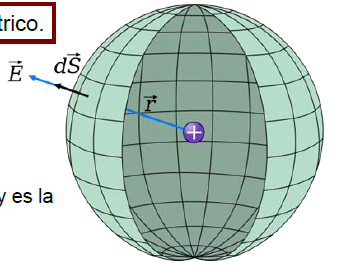 trico.
E⃗ dS⃗
r⃗
+
y es la